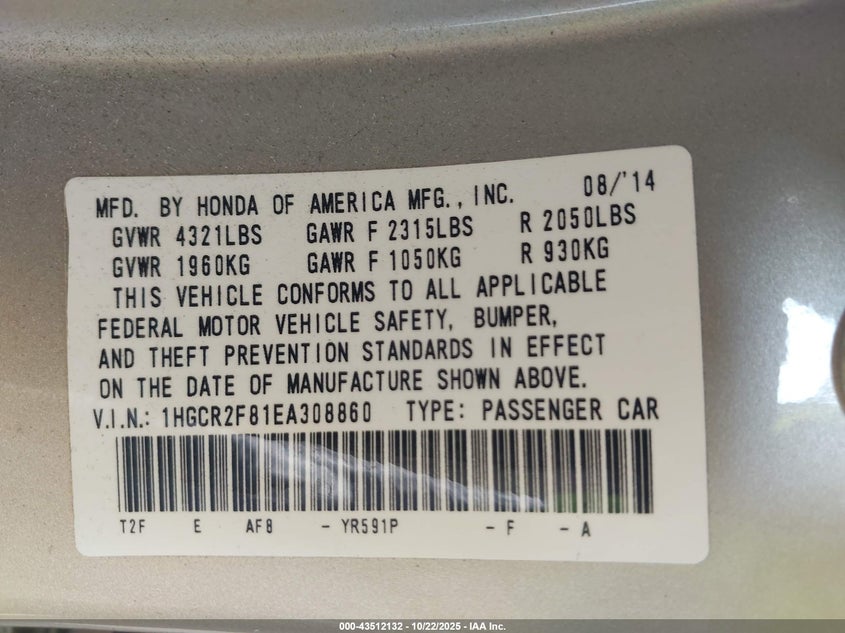 MFD. BY HONDA OF AMERICA MFG., INC. 08/'14
GVWR 4321LBS GAWR F 2315LBS R 2050LBS
GVWR 1960KG GAWR F 1050KG R 930KG
THIS VEHICLE CONFORMS TO ALL APPLICABLE
FEDERAL MOTOR VEHICLE SAFETY, BUMPER,
AND THEFT PREVENTION STANDARDS IN EFFECT
ON THE DATE OF MANUFACTURE SHOWN ABOVE.
V.I.N.: 1HGCR2F81EA308860 TYPE: PASSENGER CAR
T2F E AF8 - YR591P - F - A
000-43512132 - 10/22/2025 - IAA Inc.